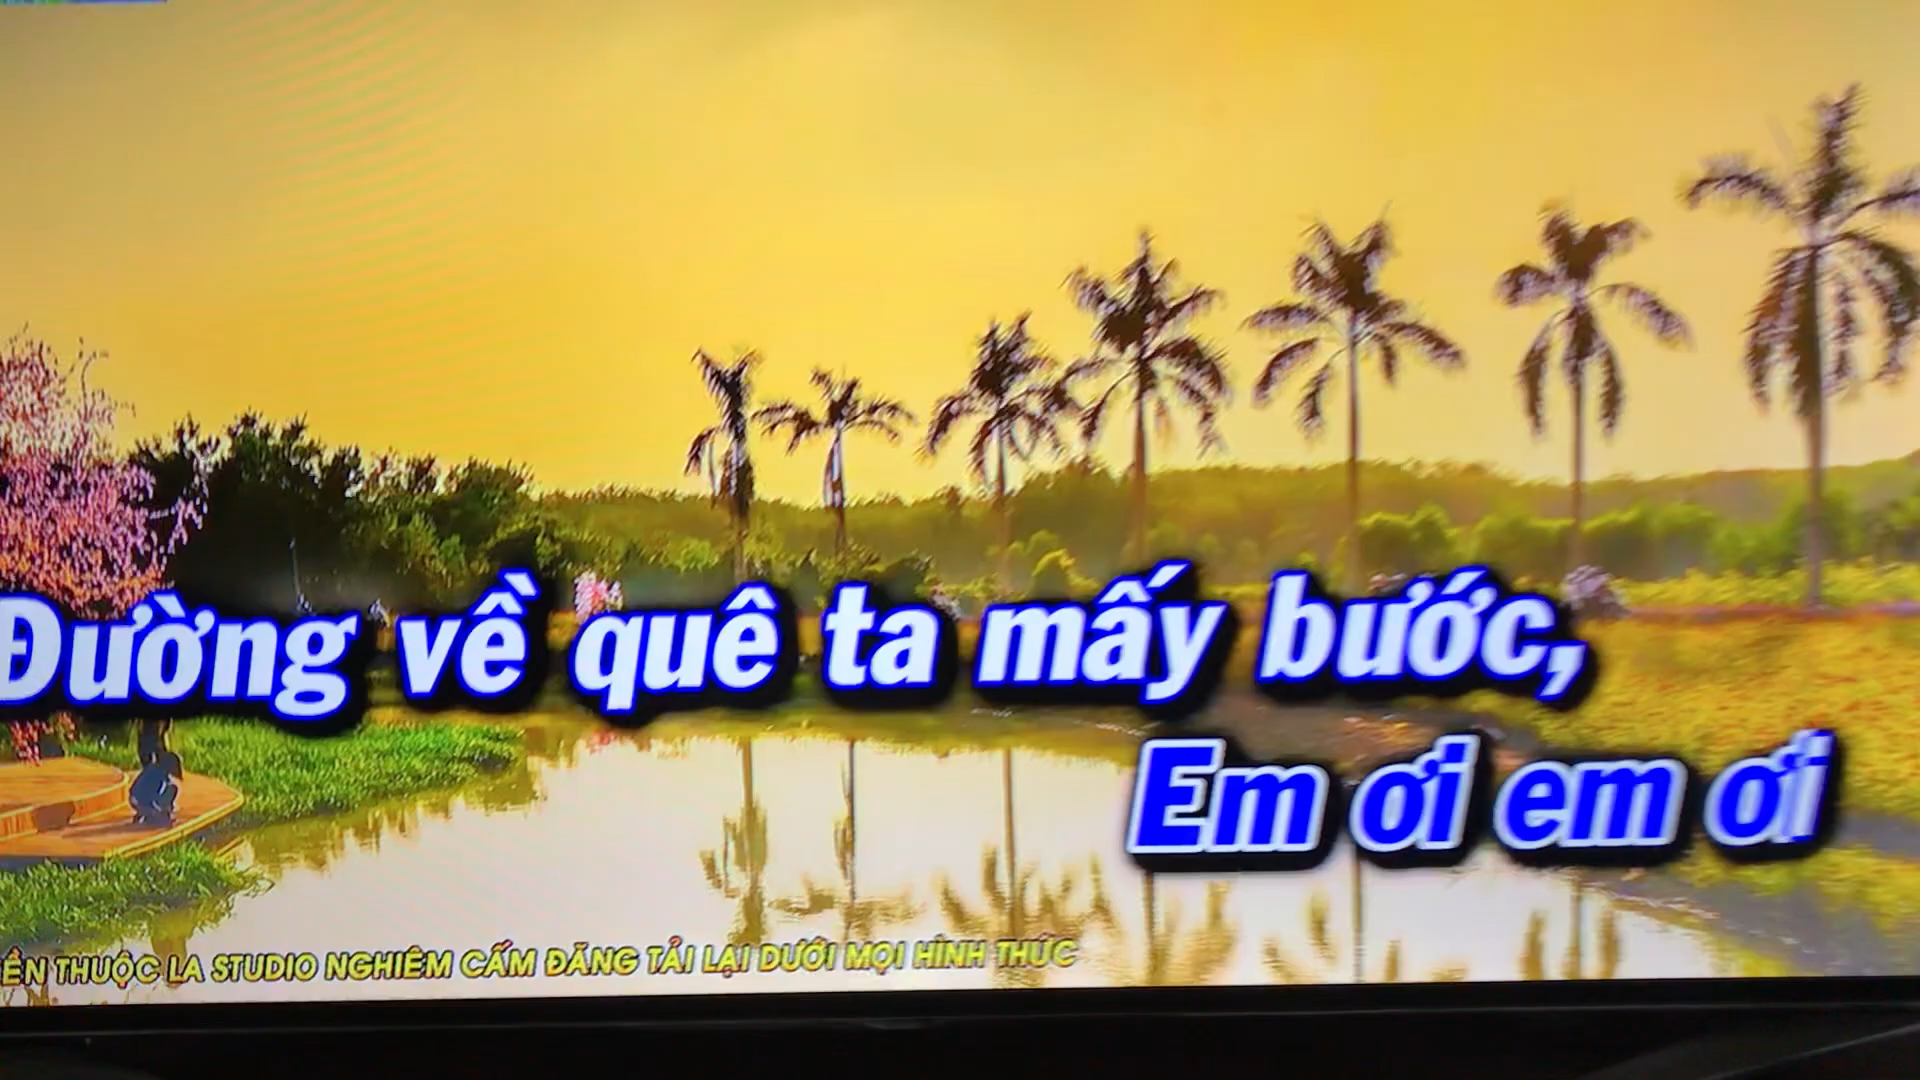 Đường về quê ta mấy bước,
Em ơi em ơi
THUỘC LA STUDIO NGHIÊM CẤM ĐĂNG TẢI LẠI DƯỚI MỌI HÌNH THỨC